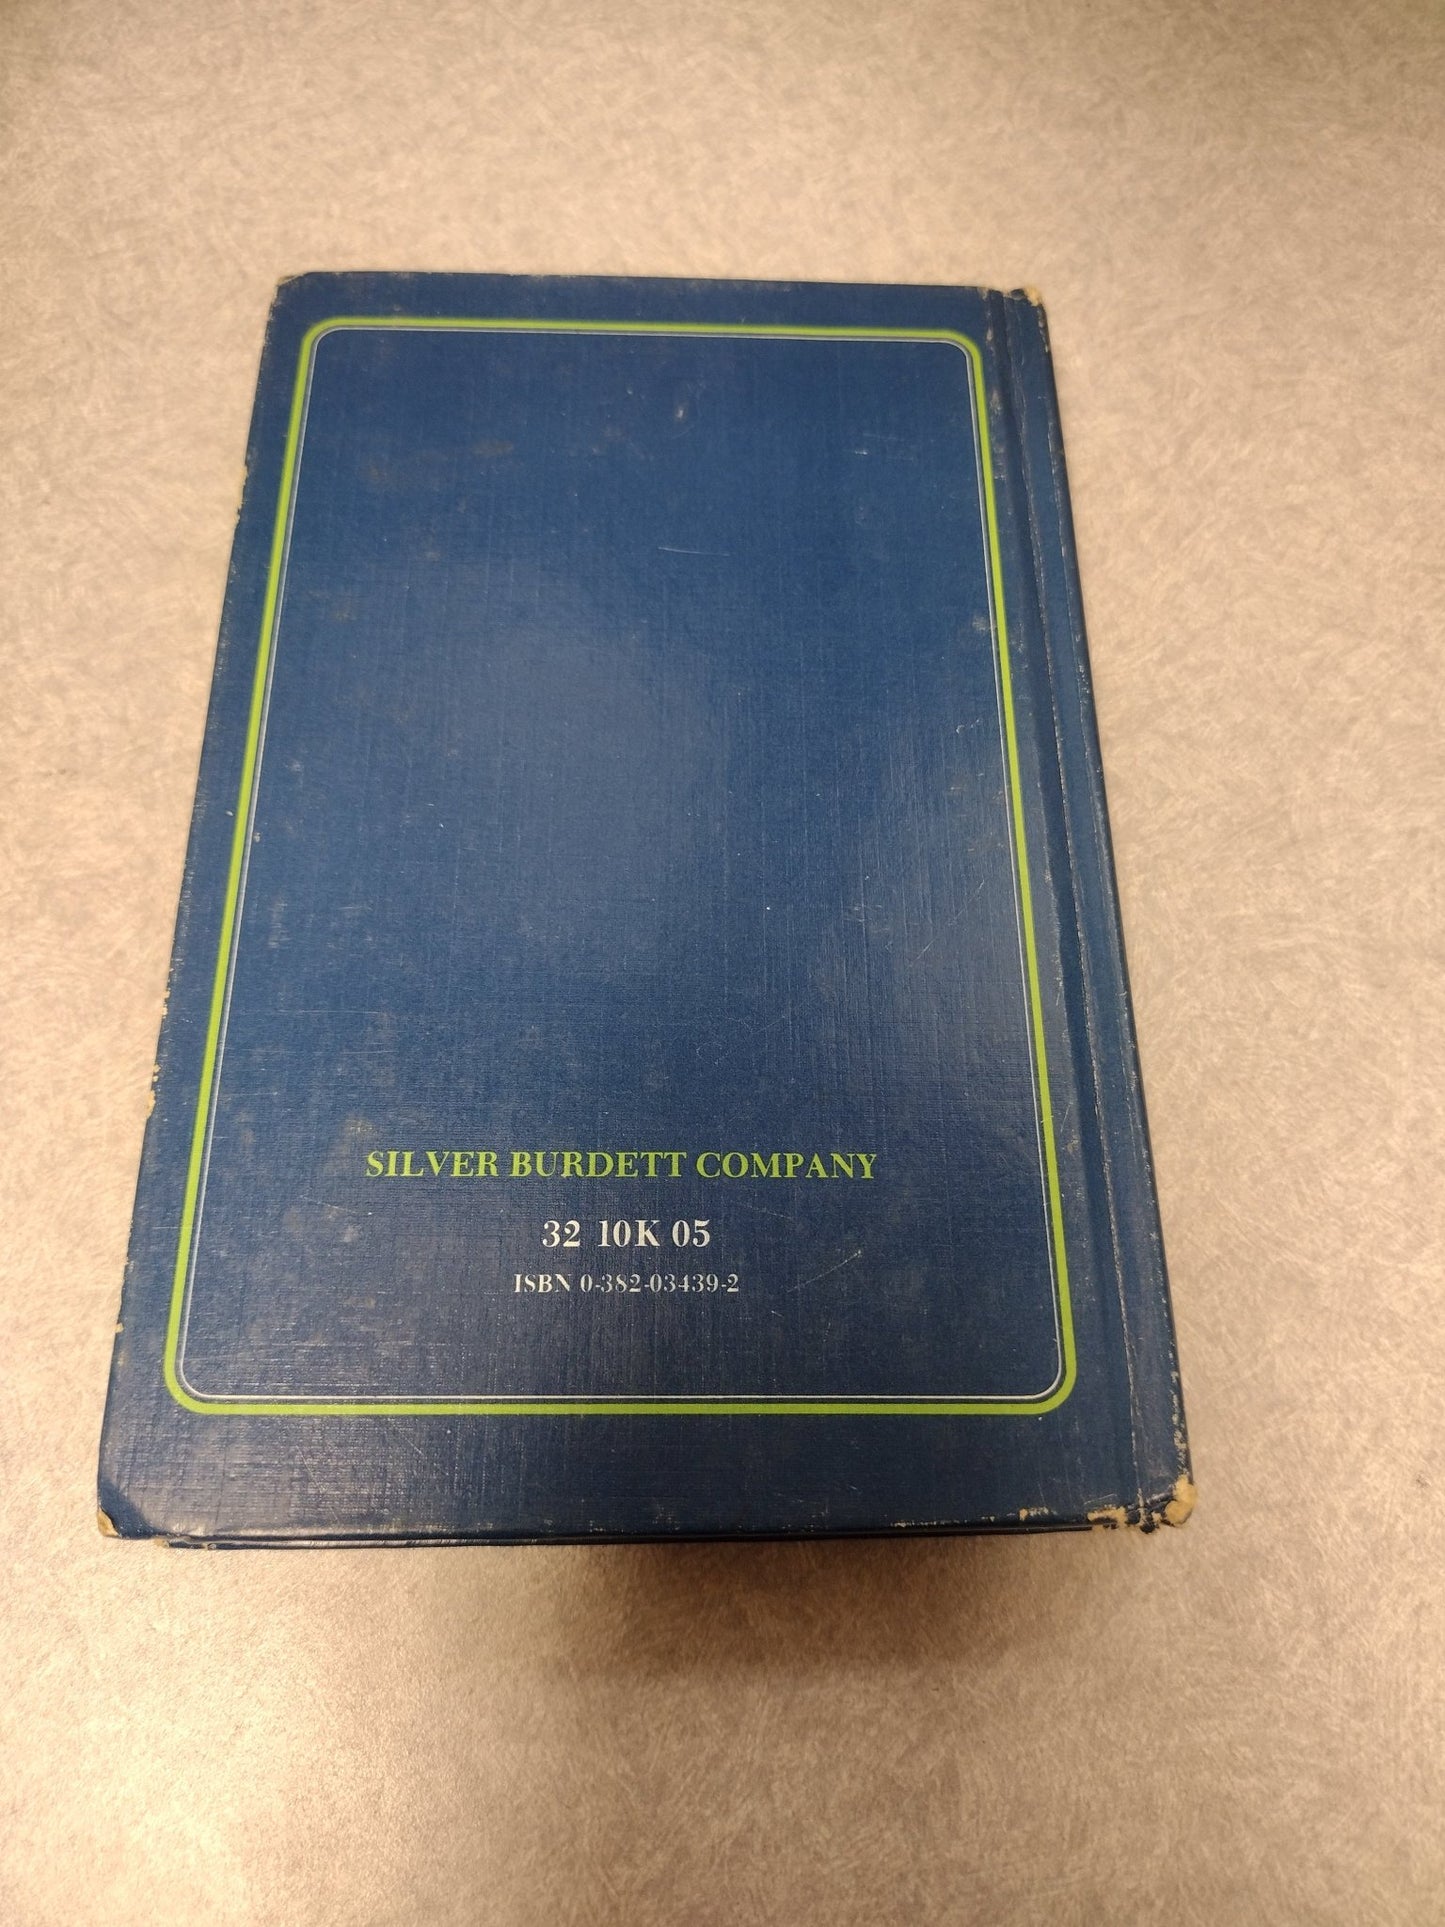 SILVER BURDETT COMPANY
32 10K 05
ISBN 0-382-03439-2